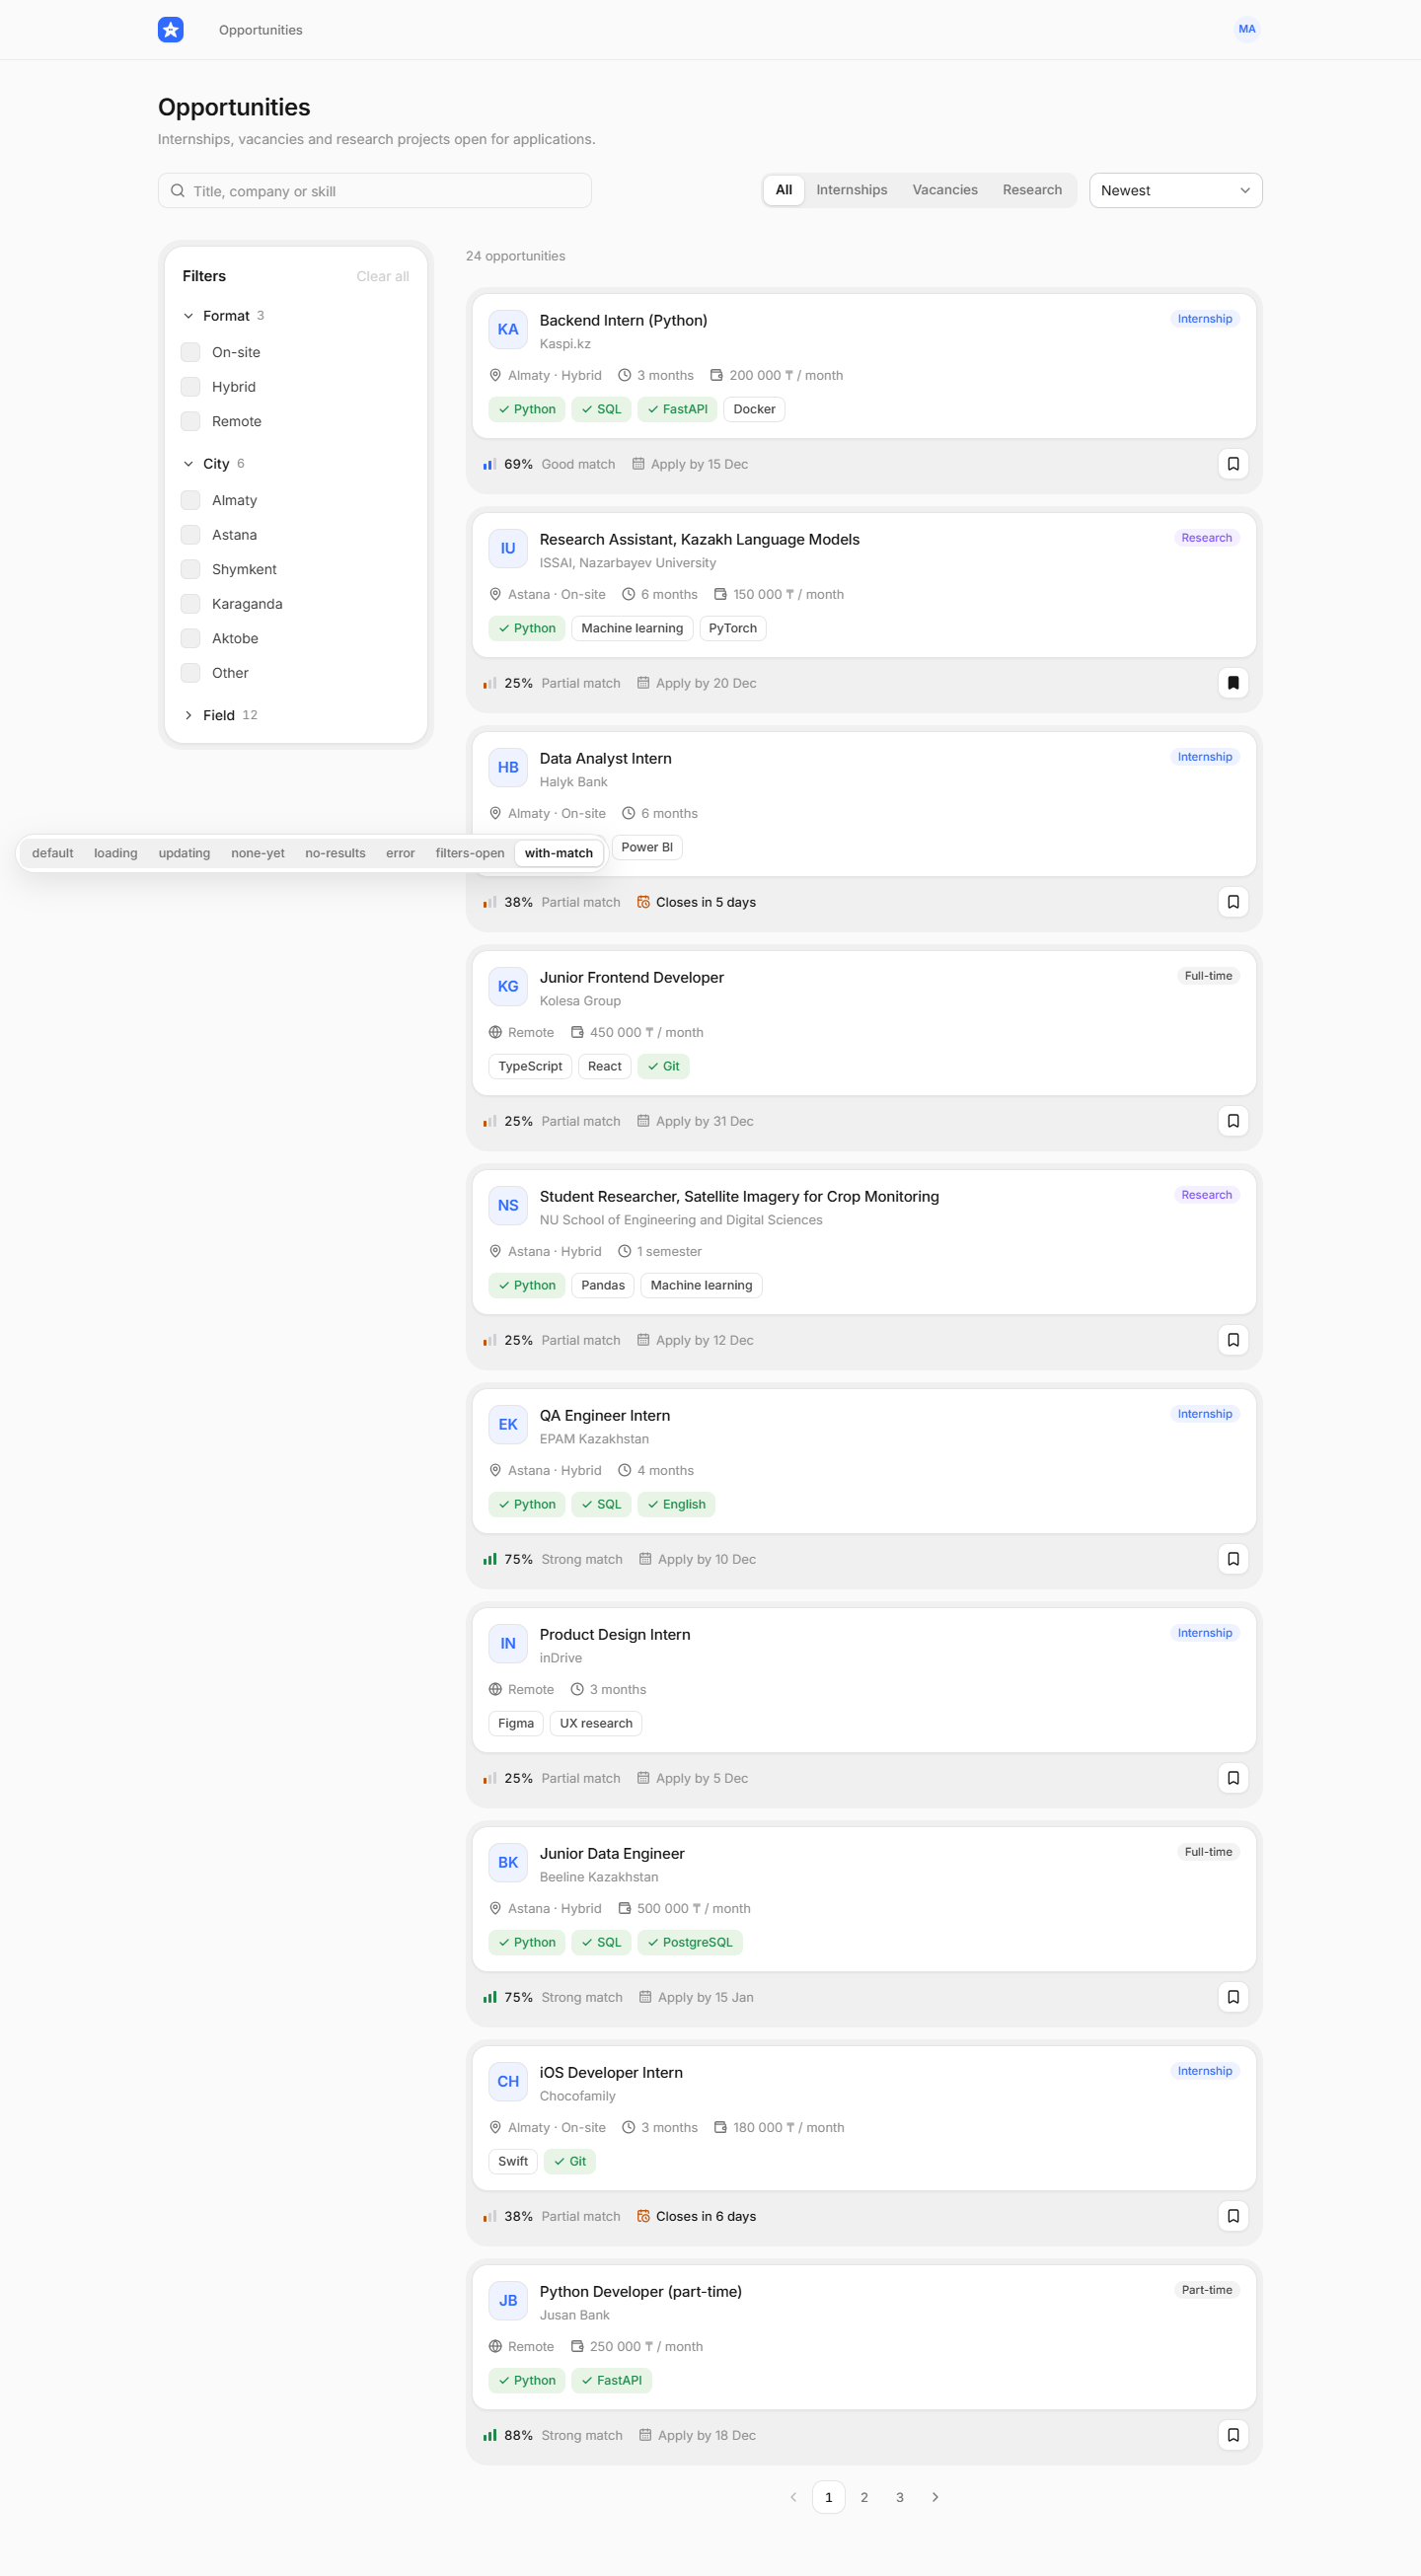 Opportunities
MA
Opportunities
Internships, vacancies and research projects open for applications.
Title, company or skill
All Internships Vacancies Research
Newest
Filters Clear all
Format 3
On-site
Hybrid
Remote
City 6
Almaty
Astana
Shymkent
Karaganda
Aktobe
Other
Field 12
24 opportunities
KA Backend Intern (Python) Internship
Kaspi.kz
Almaty · Hybrid 3 months 200 000 ₸ / month
Python SQL FastAPI Docker
69% Good match Apply by 15 Dec
IU Research Assistant, Kazakh Language Models Research
ISSAI, Nazarbayev University
Astana · On-site 6 months 150 000 ₸ / month
Python Machine learning PyTorch
25% Partial match Apply by 20 Dec
HB Data Analyst Intern Internship
Halyk Bank
Almaty · On-site 6 months
Power BI
default loading updating none-yet no-results error filters-open with-match
38% Partial match Closes in 5 days
KG Junior Frontend Developer Full-time
Kolesa Group
Remote 450 000 ₸ / month
TypeScript React Git
25% Partial match Apply by 31 Dec
NS Student Researcher, Satellite Imagery for Crop Monitoring Research
NU School of Engineering and Digital Sciences
Astana · Hybrid 1 semester
Python Pandas Machine learning
25% Partial match Apply by 12 Dec
EK QA Engineer Intern Internship
EPAM Kazakhstan
Astana · Hybrid 4 months
Python SQL English
75% Strong match Apply by 10 Dec
IN Product Design Intern Internship
inDrive
Remote 3 months
Figma UX research
25% Partial match Apply by 5 Dec
BK Junior Data Engineer Full-time
Beeline Kazakhstan
Astana · Hybrid 500 000 ₸ / month
Python SQL PostgreSQL
75% Strong match Apply by 15 Jan
CH iOS Developer Intern Internship
Chocofamily
Almaty · On-site 3 months 180 000 ₸ / month
Swift Git
38% Partial match Closes in 6 days
JB Python Developer (part-time) Part-time
Jusan Bank
Remote 250 000 ₸ / month
Python FastAPI
88% Strong match Apply by 18 Dec
1 2 3